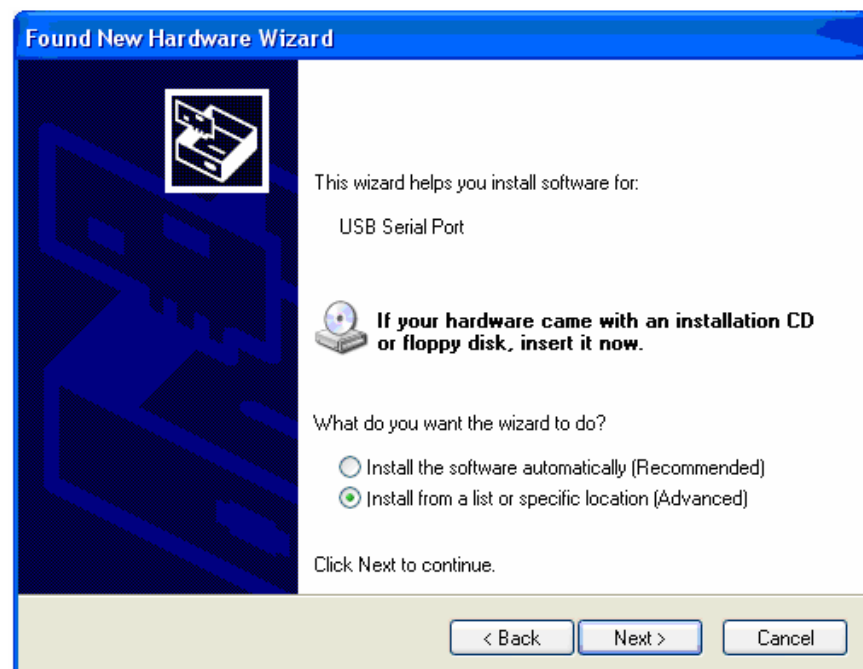 Found New Hardware Wizard
This wizard helps you install software for:
USB Serial Port
If your hardware came with an installation CD
or floppy disk, insert it now.
What do you want the wizard to do?
Install the software automatically (Recommended)
Install from a list or specific location (Advanced)
Click Next to continue.
< Back
Next >
Cancel